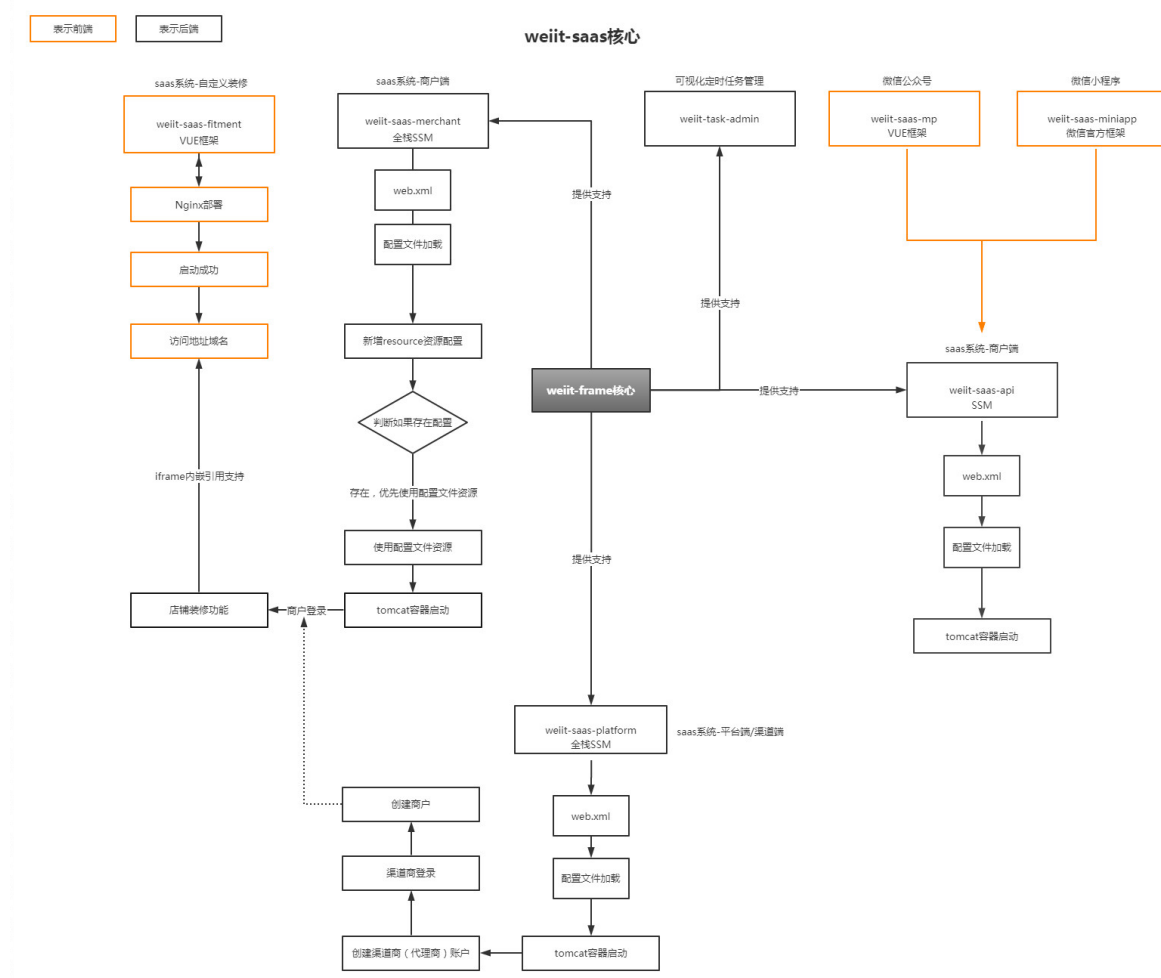 表示前端
表示后端
weiit-saas核心
saas系统-自定义装修
weiit-saas-fitment
VUE框架
Nginx部署
启动成功
访问地址域名
iframe内嵌引用支持
店铺装修功能
saas系统-商户端
weiit-saas-merchant
全栈SSM
web.xml
配置文件加载
新增resource资源配置
判断如果存在配置
存在，优先使用配置文件资源
使用配置文件资源
tomcat容器启动
商户登录
提供支持
可视化定时任务管理
weiit-task-admin
提供支持
weiit-frame核心
提供支持
微信公众号
weiit-saas-mp
VUE框架
微信小程序
weiit-saas-miniapp
微信官方框架
saas系统-商户端
weiit-saas-api
SSM
web.xml
配置文件加载
tomcat容器启动
提供支持
weiit-saas-platform
全栈SSM
saas系统-平台端/渠道端
web.xml
配置文件加载
tomcat容器启动
创建渠道商（代理商）账户
渠道商登录
创建商户